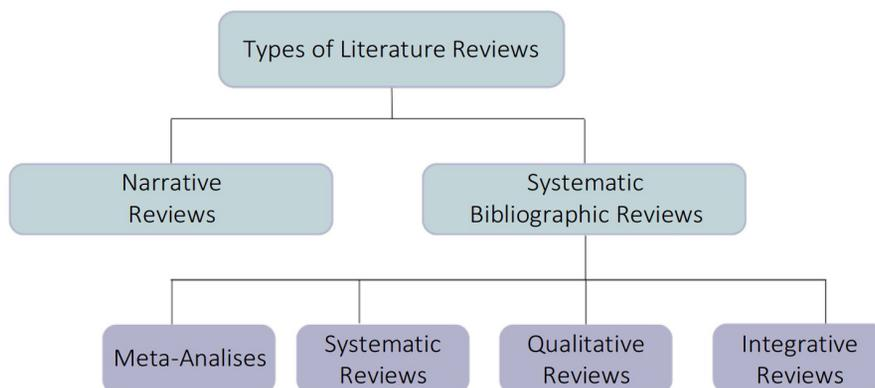 Types of Literature Reviews
Narrative
Reviews
Systematic
Bibliographic Reviews
Meta-Analises
Systematic
Reviews
Qualitative
Reviews
Integrative
Reviews